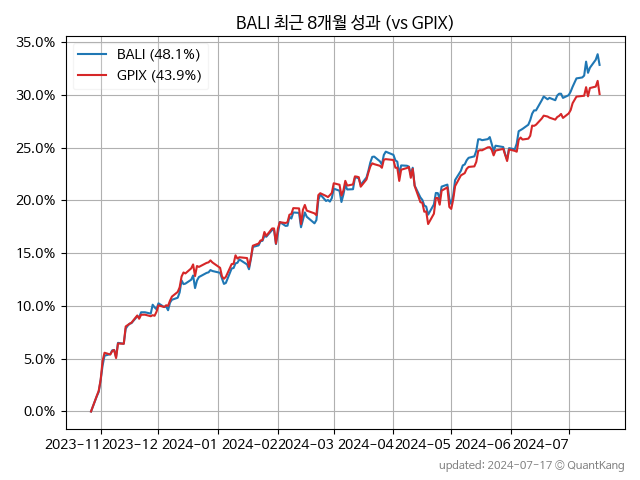 BALI 최근 8개월 성과 (vs GPIX)
35.0%
BALI (48.1%)
GPIX (43.9%)
30.0%
25.0%
20.0%
15.0%
10.0%
5.0%
0.0%
2023-11 2023-12 2024-01 2024-02 2024-03 2024-04 2024-05 2024-06 2024-07
updated: 2024-07-17 © QuantKang